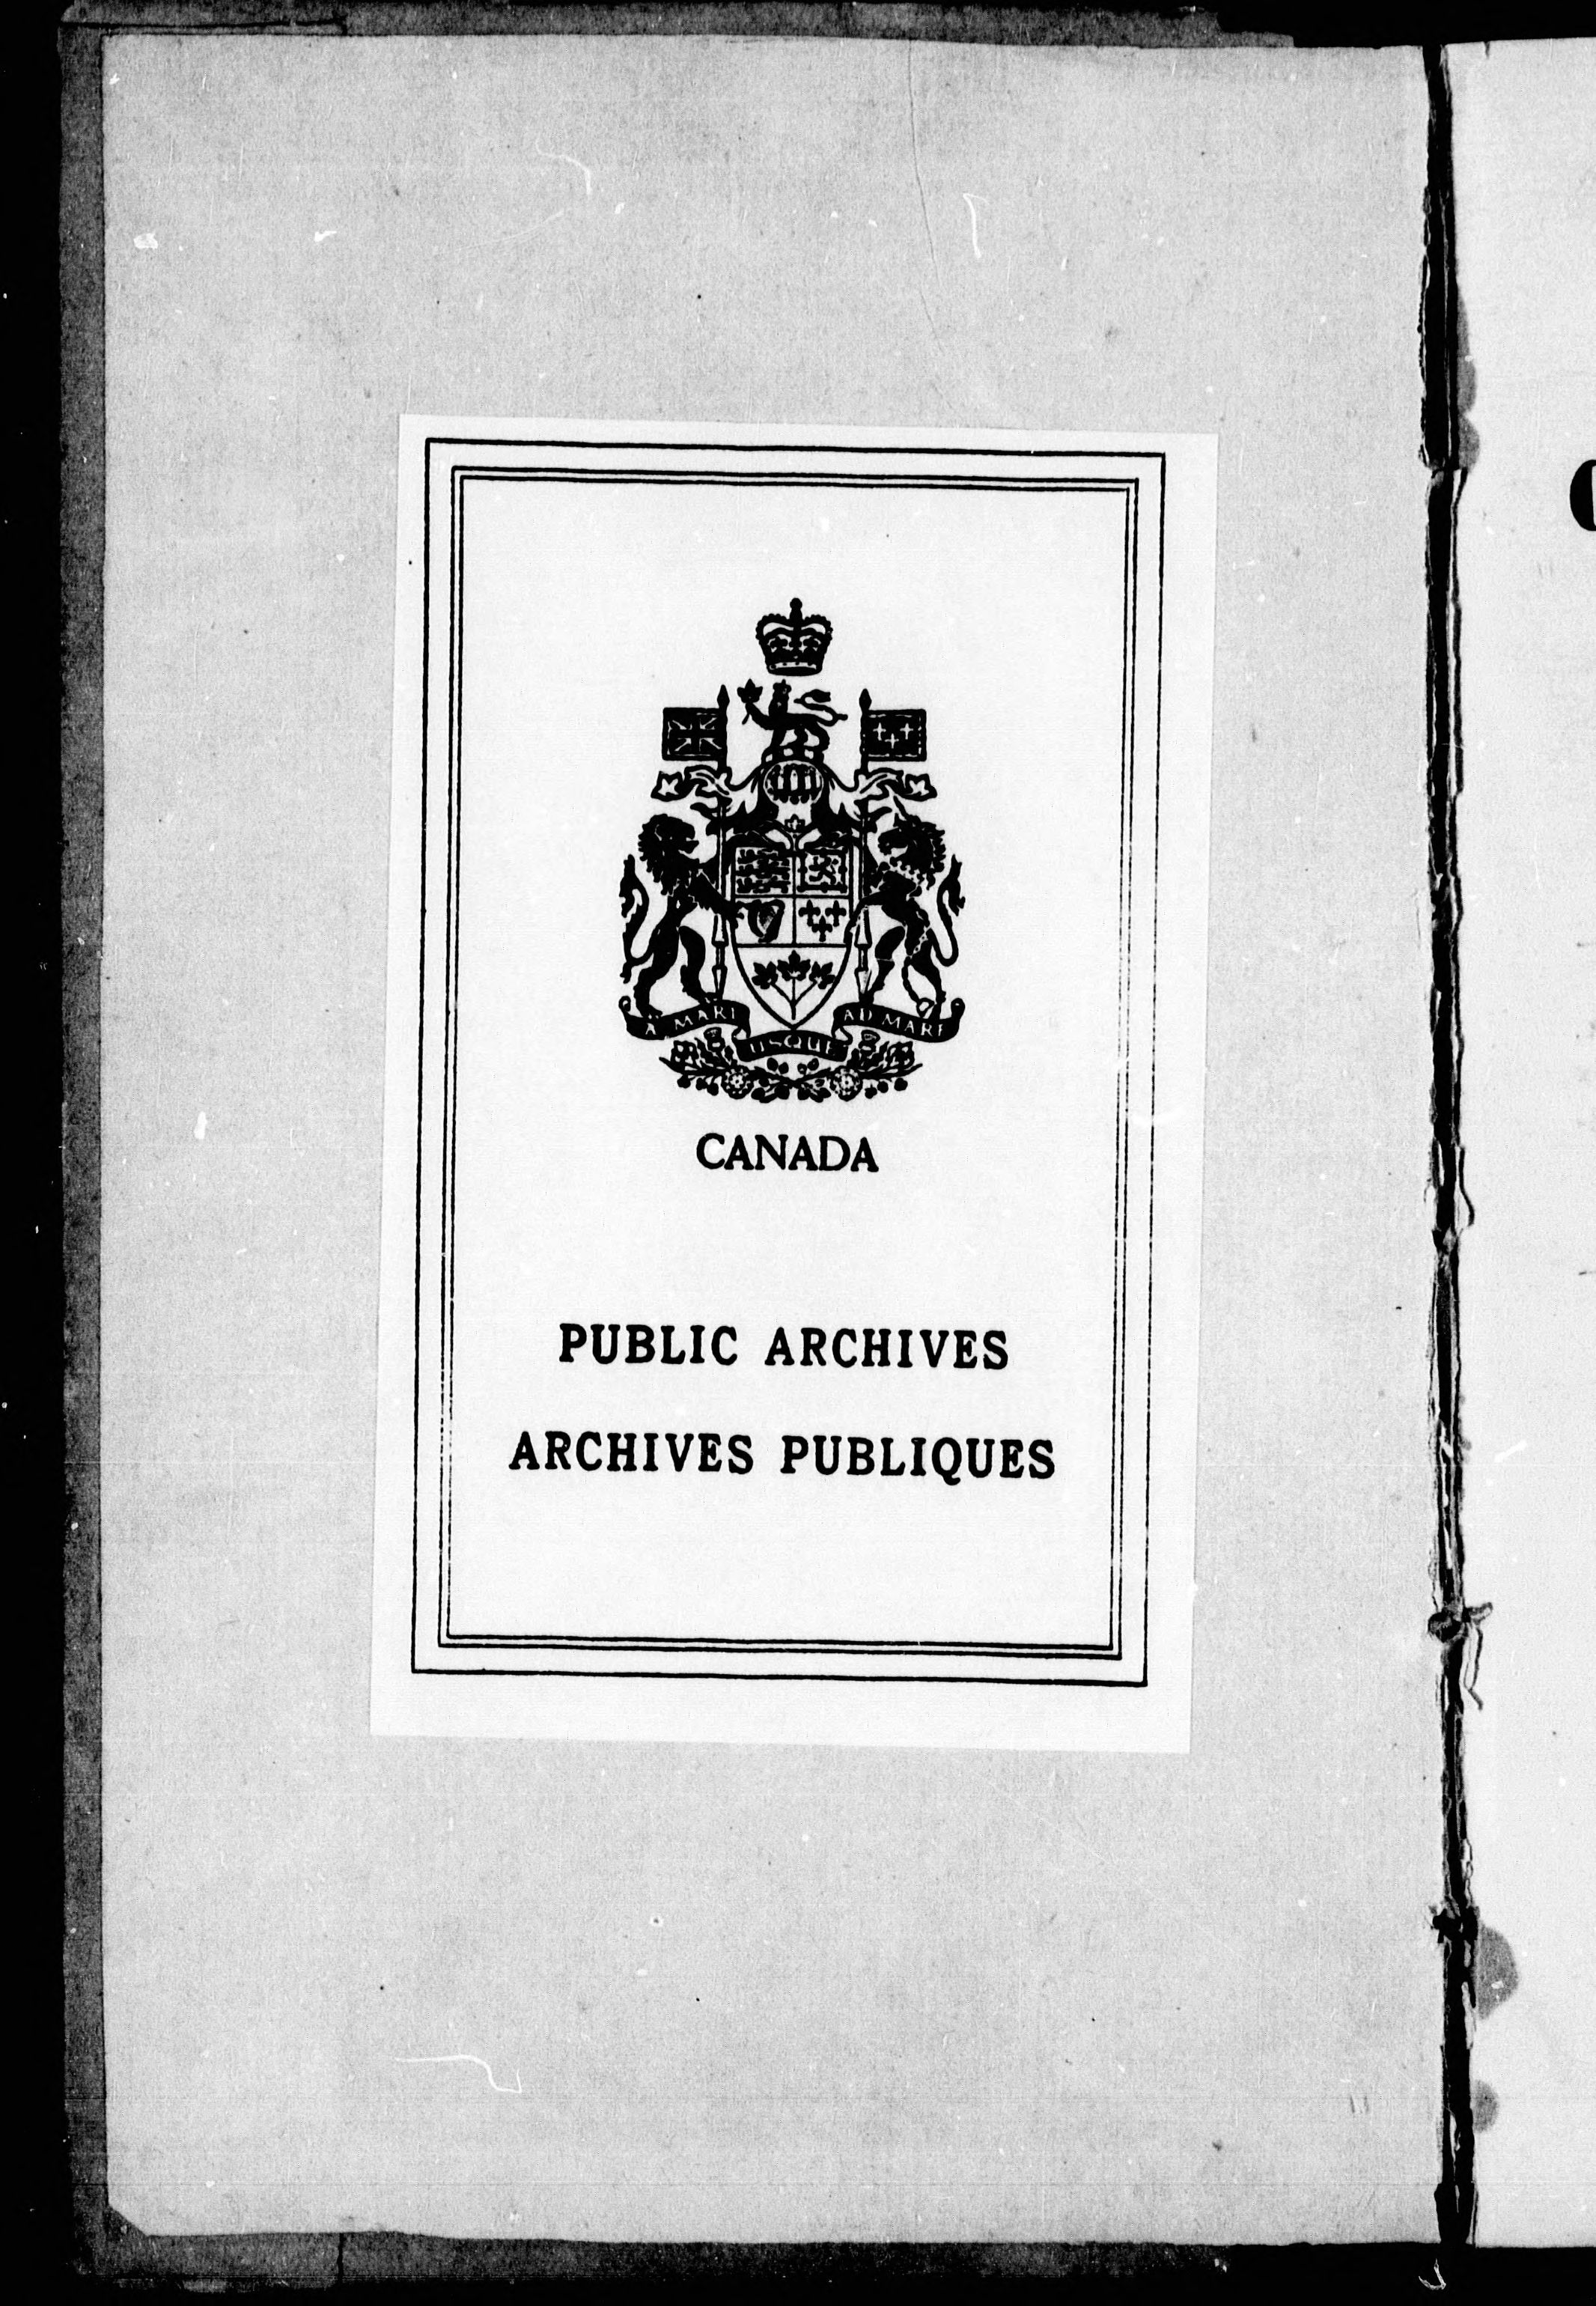 A MARI USQUE AD MARE
CANADA
PUBLIC ARCHIVES
ARCHIVES PUBLIQUES